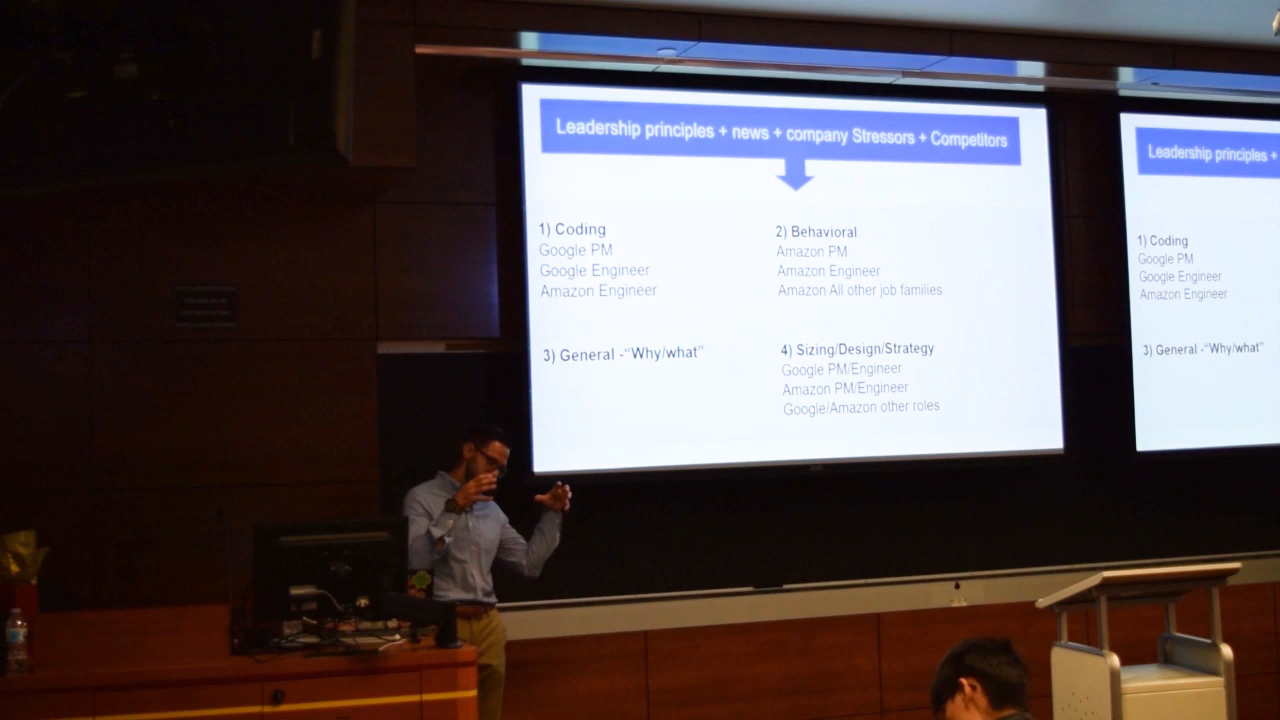 Leadership principles + news + company Stressors + Competitors
1) Coding
Google PM
Google Engineer
Amazon Engineer
2) Behavioral
Amazon PM
Amazon Engineer
Amazon All other job families
3) General -“Why/what”
4) Sizing/Design/Strategy
Google PM/Engineer
Amazon PM/Engineer
Google/Amazon other roles
Leadership principles +
1) Coding
Google PM
Google Engineer
Amazon Engineer
3) General -“Why/what”